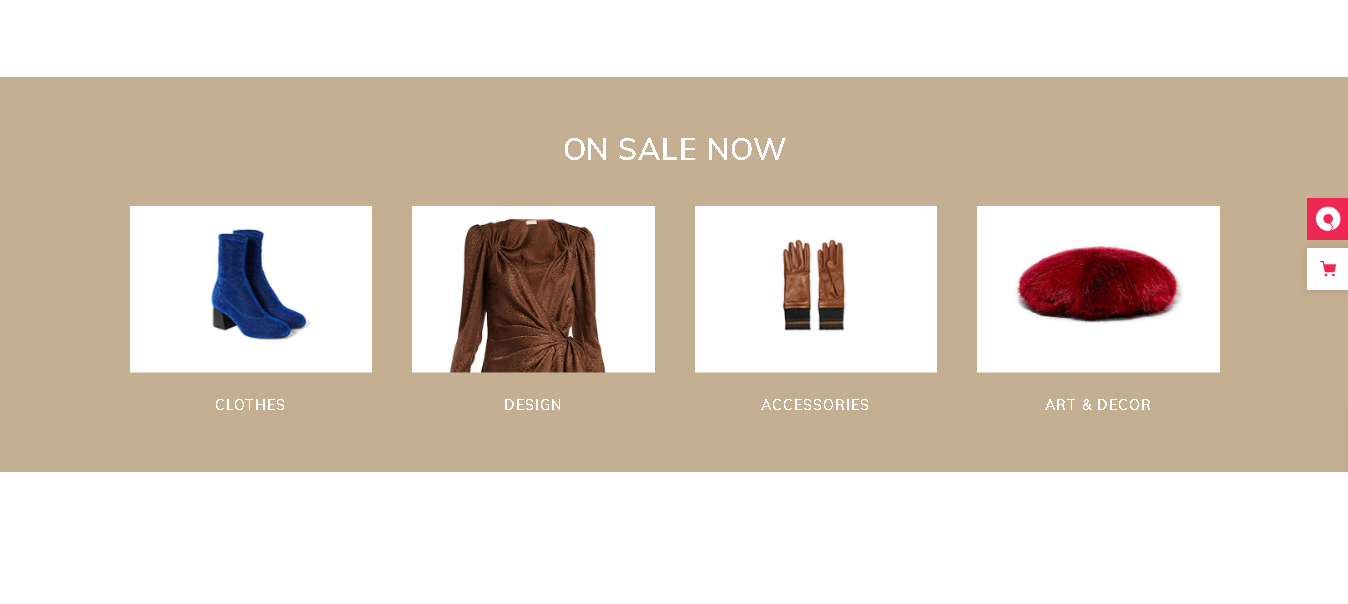 ON SALE NOW
CLOTHES
DESIGN
ACCESSORIES
ART & DECOR